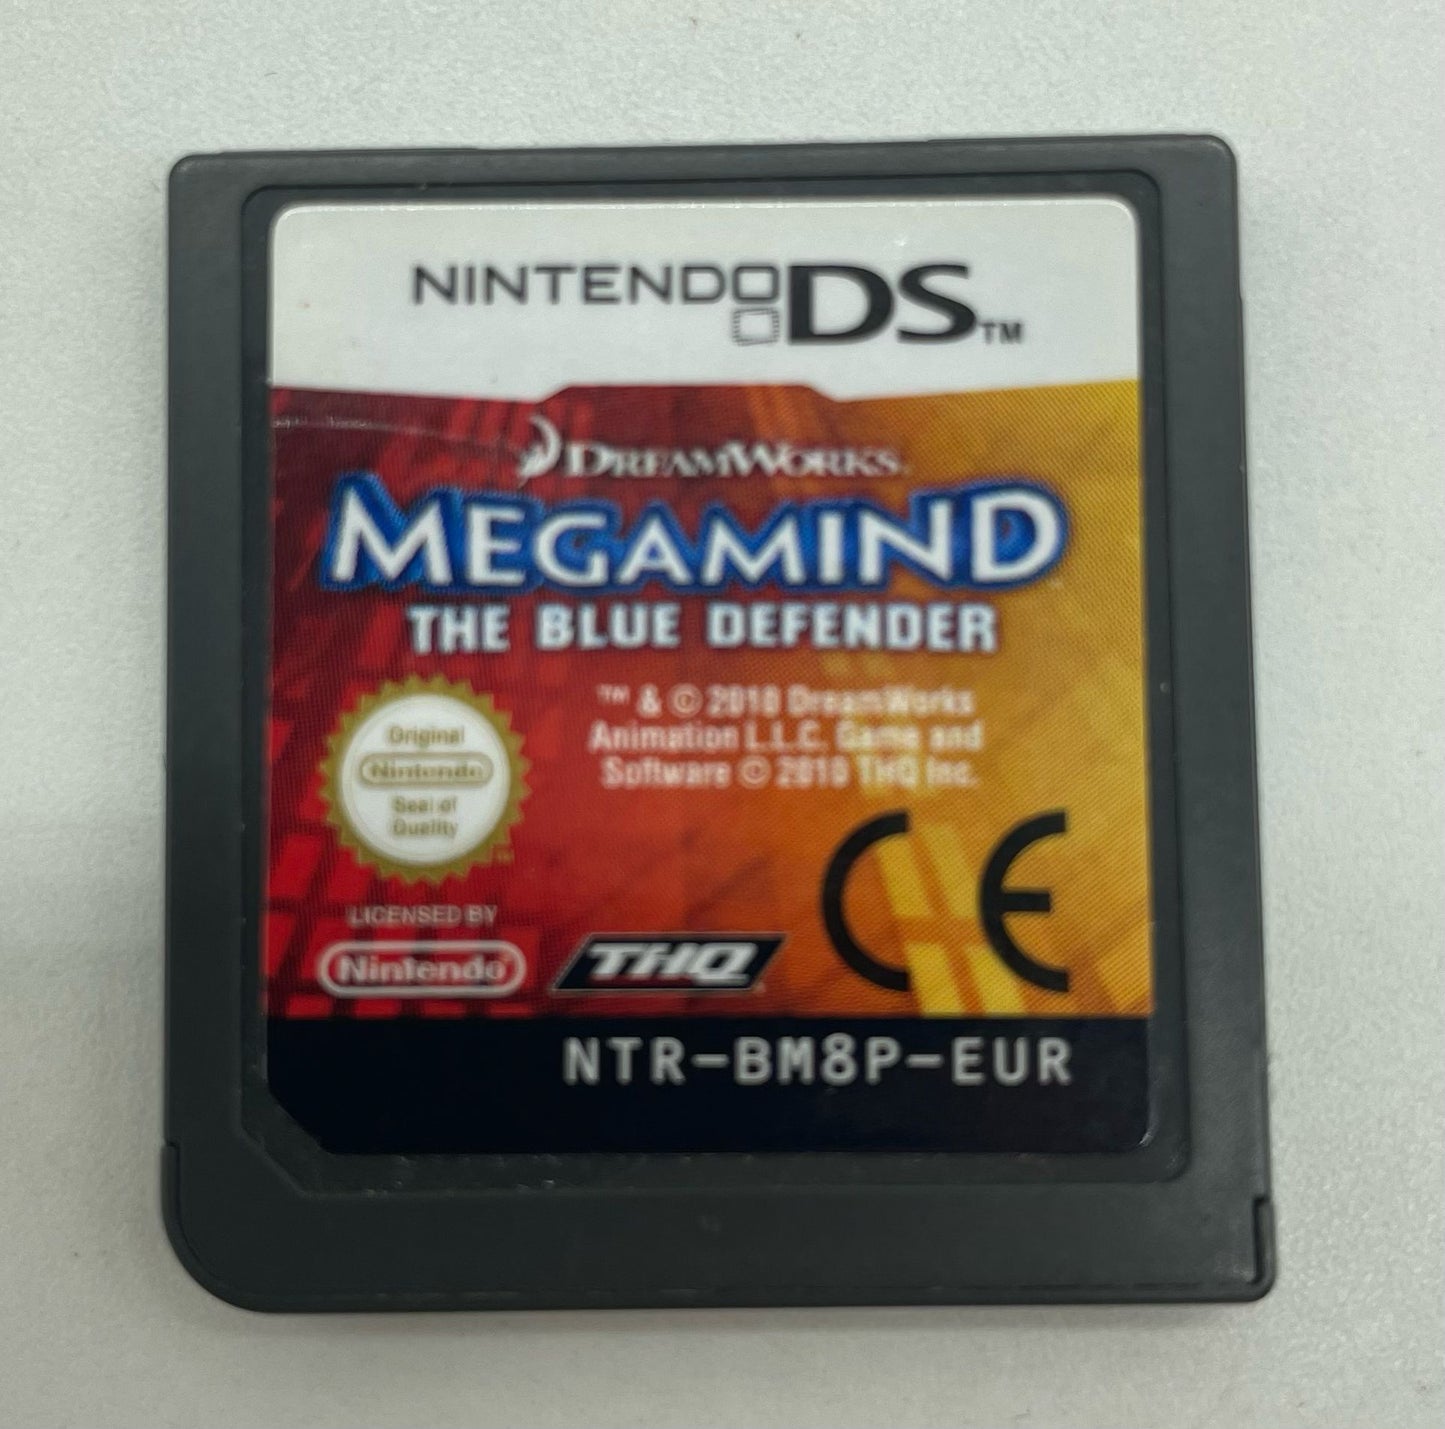 NINTENDO DS™
DREAMWORKS
MEGAMIND
THE BLUE DEFENDER
™ & © 2010 DreamWorks
Animation L.L.C. Game and
Software © 2010 THQ Inc.
Original
Nintendo
Seal of
Quality
™
LICENSED BY
Nintendo®
THQ
CE
NTR-BM8P-EUR